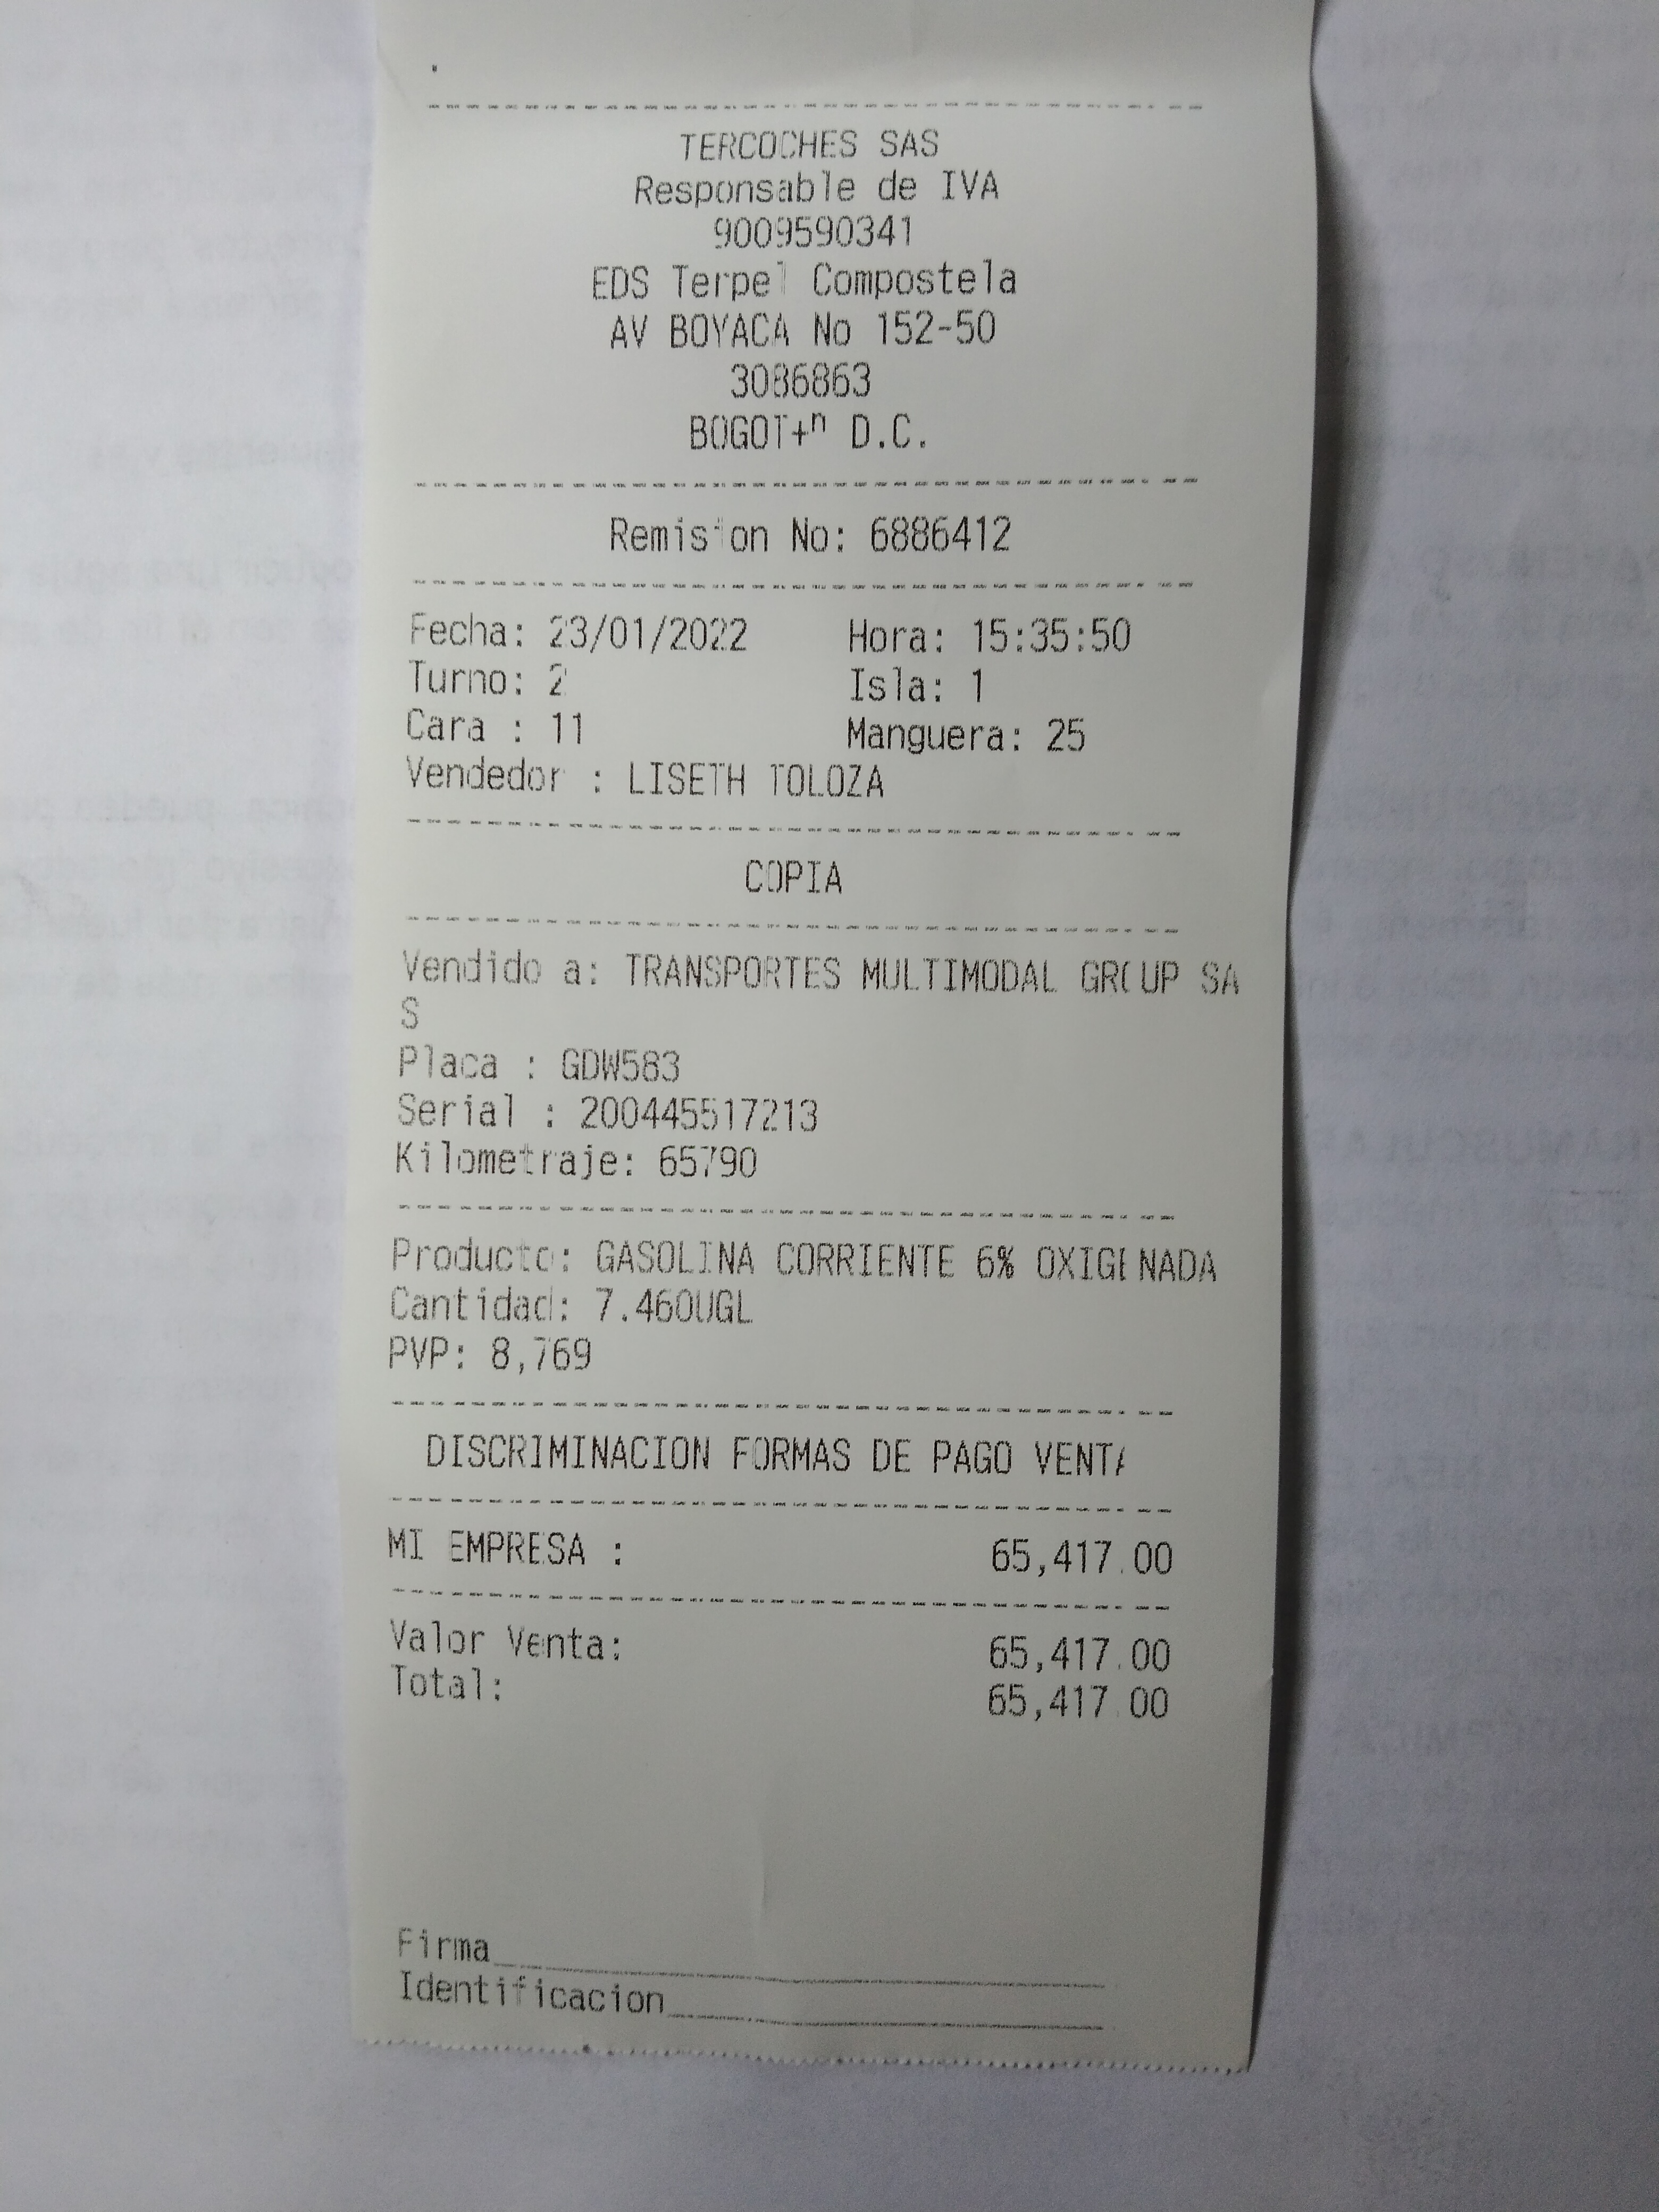 TERCOCHES SAS
Responsable de IVA
9009590341
EDS Terpel Compostela
AV BOYACA No 152-50
3086863
BOGOT+ⁿ D.C.
Remision No: 6886412
Fecha: 23/01/2022 Hora: 15:35:50
Turno: 2 Isla: 1
Cara : 11 Manguera: 25
Vendedor : LISETH TOLOZA
COPIA
Vendido a: TRANSPORTES MULTIMODAL GROUP SA
S
Placa : GDW583
Serial : 200445517213
Kilometraje: 65790
Producto: GASOLINA CORRIENTE 6% OXIGENADA
Cantidad: 7.460UGL
PVP: 8,769
DISCRIMINACION FORMAS DE PAGO VENTA
MI EMPRESA : 65,417.00
Valor Venta: 65,417.00
Total: 65,417.00
Firma
Identificacion